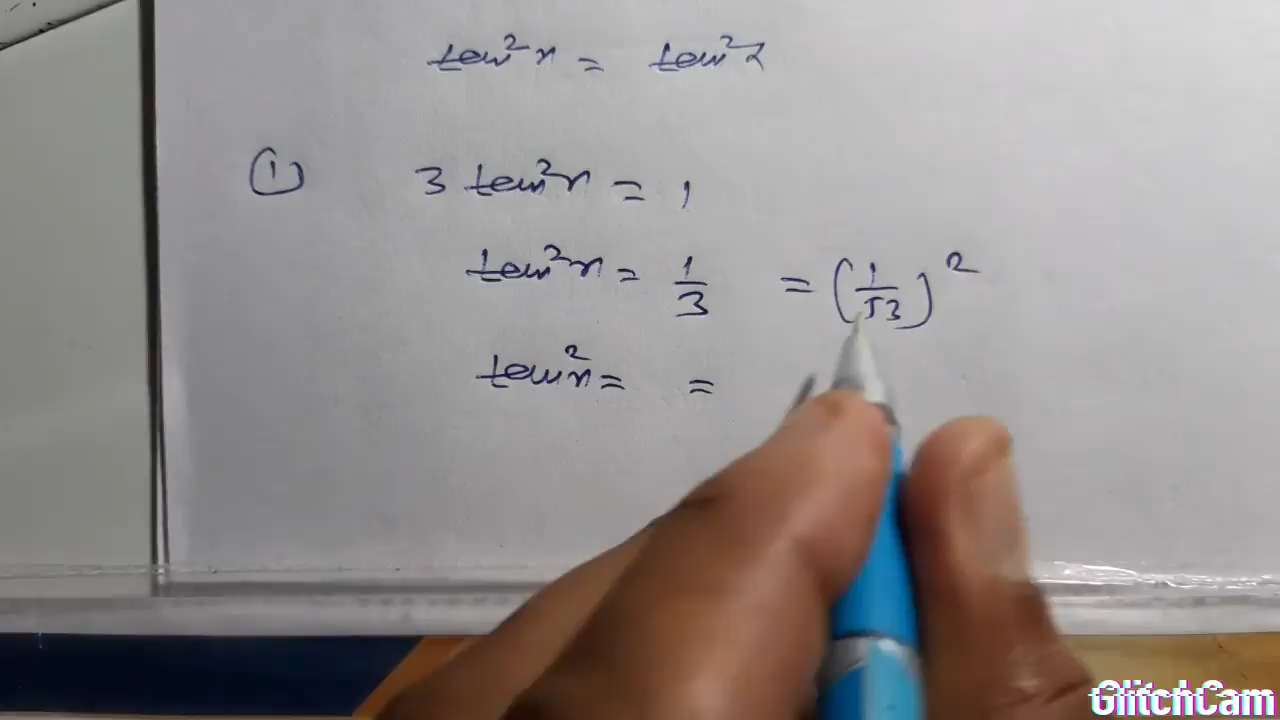 tan²x = tan²α
① 3 tan²x = 1
tan²x = 1/3 = (1/√3)²
tan²x = =
GlitchCam